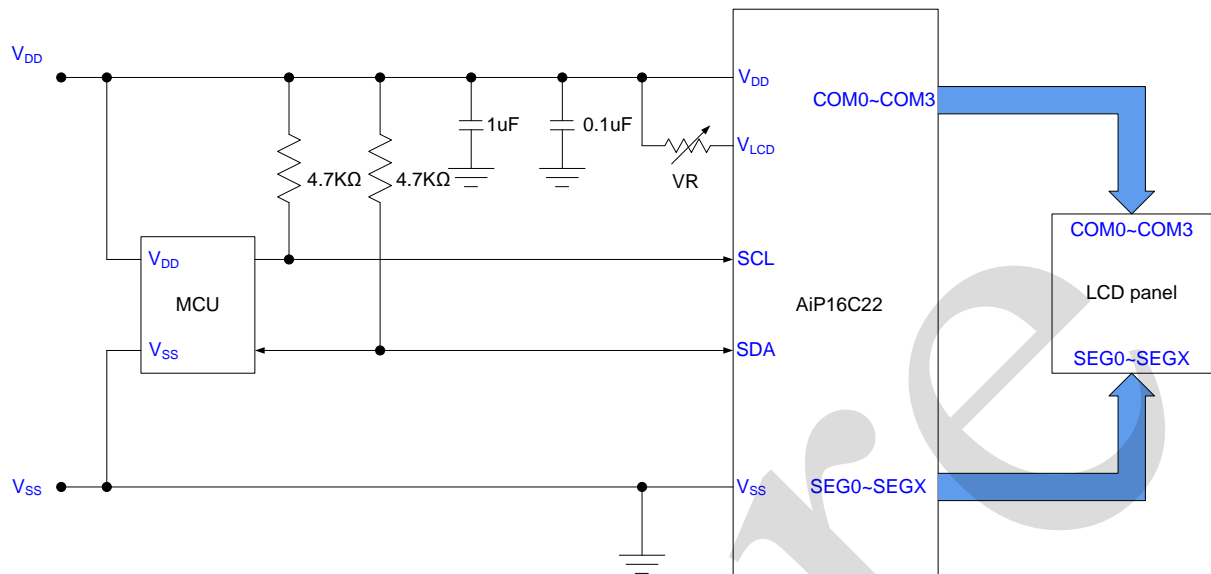 VDD
VDD
COM0~COM3
1uF
0.1uF
VLCD
4.7KΩ
4.7KΩ
VR
COM0~COM3
VDD
SCL
MCU
AiP16C22
LCD panel
VSS
SDA
SEG0~SEGX
VSS
VSS
SEG0~SEGX
re